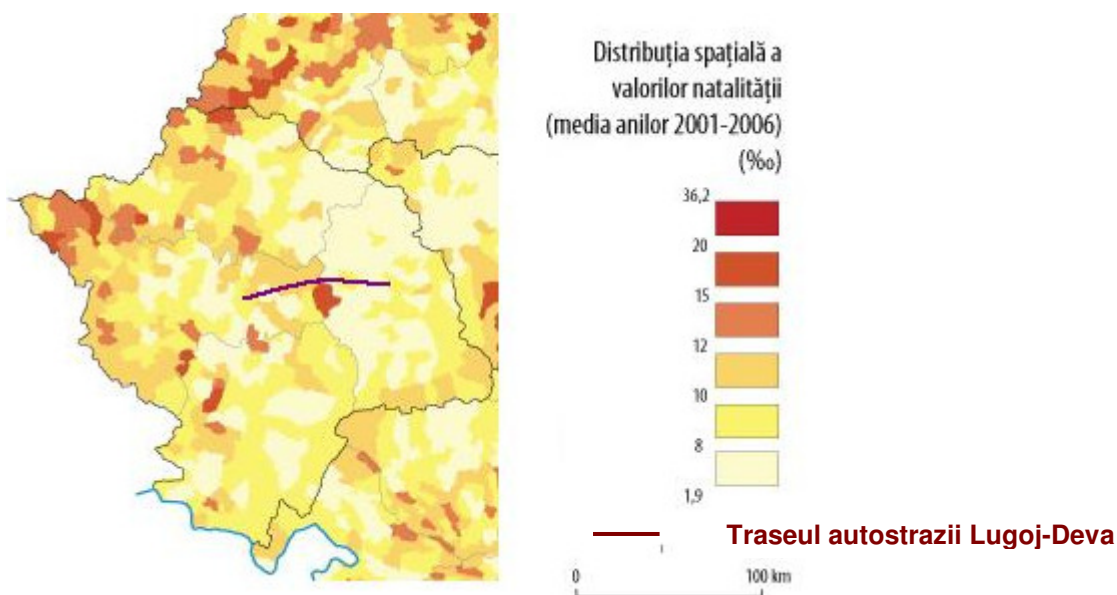 Distribuția spațială a
valorilor natalității
(media anilor 2001-2006)
(‰)
36,2
20
15
12
10
8
1,9
Traseul autostrazii Lugoj-Deva
0 100 km